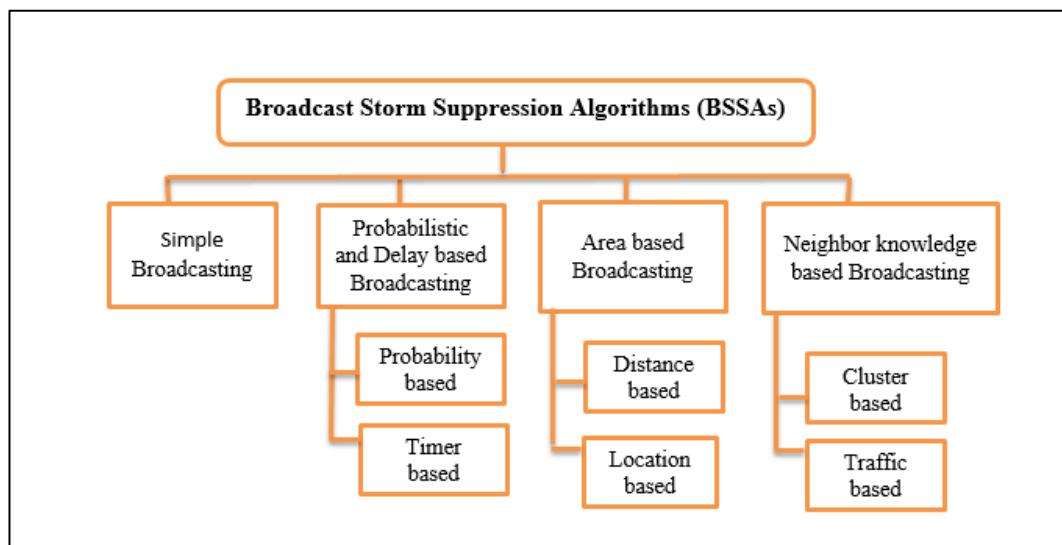 Broadcast Storm Suppression Algorithms (BSSAs)
Simple
Broadcasting
Probabilistic
and Delay based
Broadcasting
Area based
Broadcasting
Neighbor knowledge
based Broadcasting
Probability
based
Distance
based
Cluster
based
Timer
based
Location
based
Traffic
based